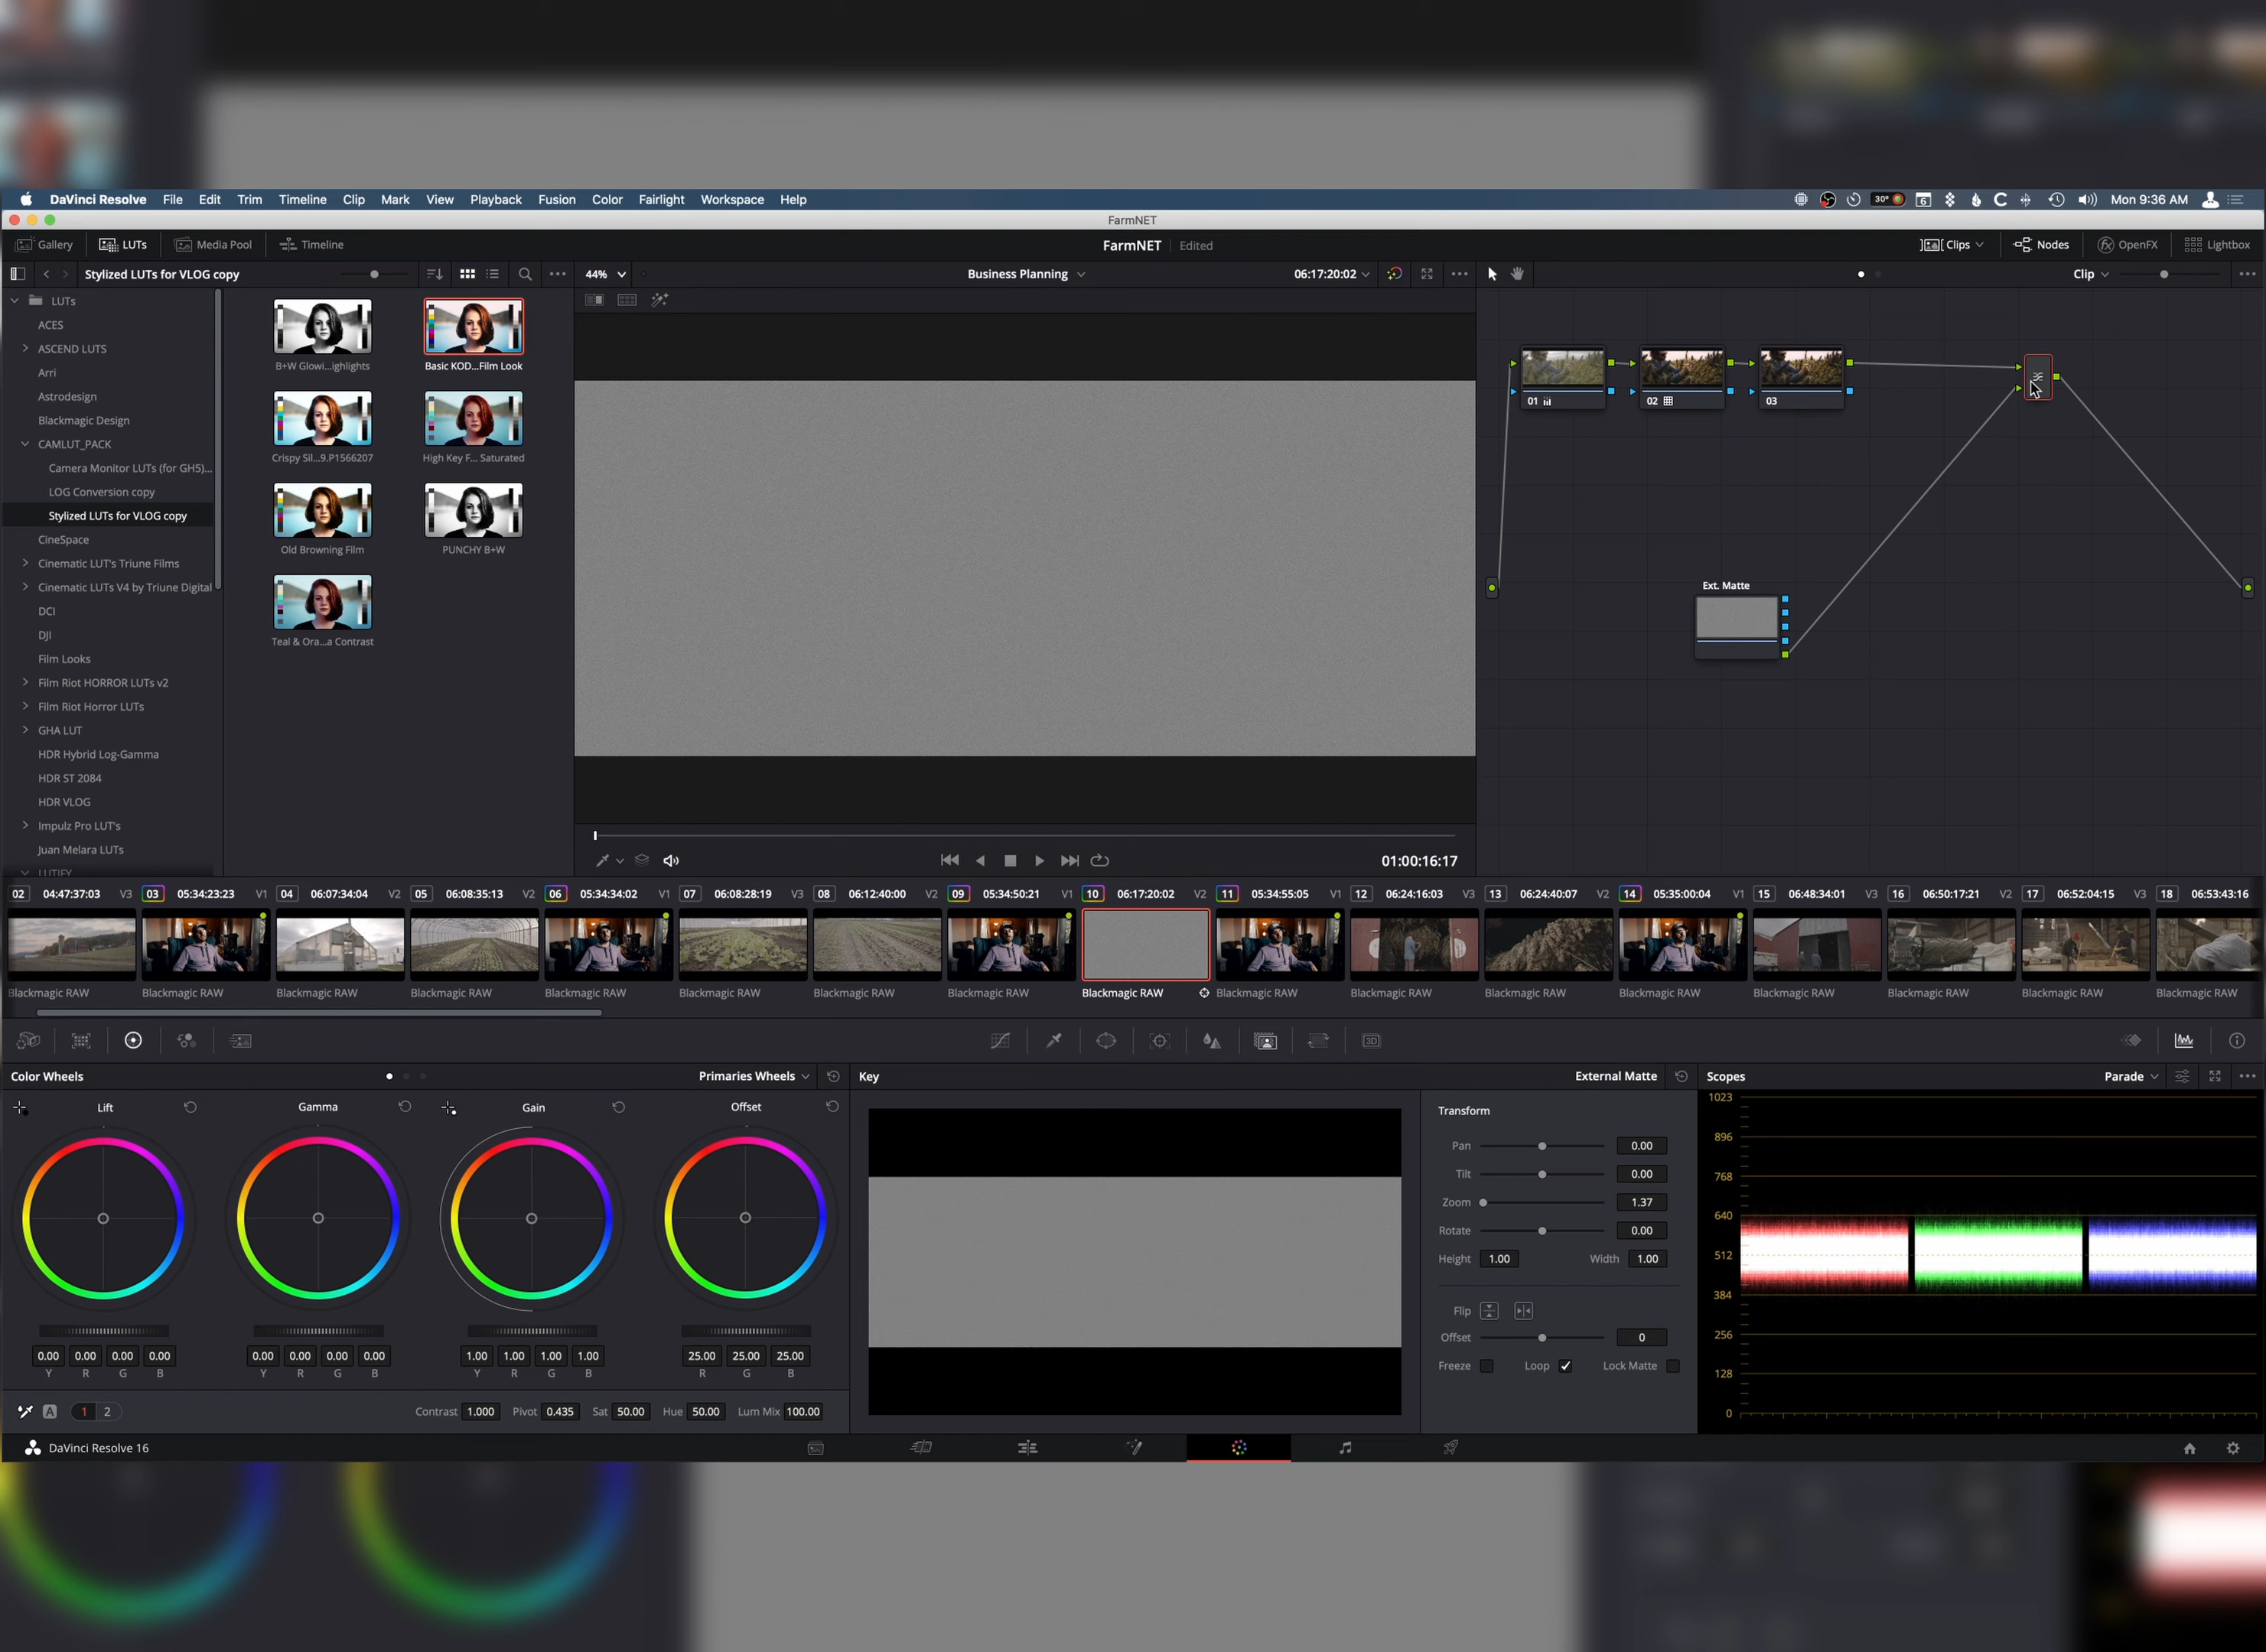 DaVinci Resolve File Edit Trim Timeline Clip Mark View Playback Fusion Color Fairlight Workspace Help 30° 6 Mon 9:36 AM
FarmNET
Gallery LUTs Media Pool Timeline FarmNET Edited Clips Nodes OpenFX Lightbox
Stylized LUTs for VLOG copy 44% Business Planning 06:17:20:02 Clip
LUTs
ACES
ASCEND LUTS
Arri
Astrodesign
Blackmagic Design
CAMLUT_PACK
Camera Monitor LUTs (for GH5)...
LOG Conversion copy
Stylized LUTs for VLOG copy
CineSpace
Cinematic LUT's Triune Films
Cinematic LUTs V4 by Triune Digital
DCI
DJI
Film Looks
Film Riot HORROR LUTs v2
Film Riot Horror LUTs
GHA LUT
HDR Hybrid Log-Gamma
HDR ST 2084
HDR VLOG
Impulz Pro LUT's
Juan Melara LUTs
LUTIFY
B+W Glowi...ighlights Basic KOD...Film Look
Crispy Sil...9.P1566207 High Key F... Saturated
Old Browning Film PUNCHY B+W
Teal & Ora...a Contrast
01 02 03
Ext. Matte
01:00:16:17
02 04:47:37:03 V3 03 05:34:23:23 V1 04 06:07:34:04 V2 05 06:08:35:13 V2 06 05:34:34:02 V1 07 06:08:28:19 V3 08 06:12:40:00 V2 09 05:34:50:21 V1 10 06:17:20:02 V2 11 05:34:55:05 V1 12 06:24:16:03 V3 13 06:24:40:07 V2 14 05:35:00:04 V1 15 06:48:34:01 V3 16 06:50:17:21 V2 17 06:52:04:15 V3 18 06:53:43:16
Blackmagic RAW Blackmagic RAW Blackmagic RAW Blackmagic RAW Blackmagic RAW Blackmagic RAW Blackmagic RAW Blackmagic RAW Blackmagic RAW Blackmagic RAW Blackmagic RAW Blackmagic RAW Blackmagic RAW Blackmagic RAW Blackmagic RAW Blackmagic RAW Blackmagic RAW
3D
Color Wheels Primaries Wheels Key External Matte Scopes Parade
Lift Gamma Gain Offset
0.00 0.00 0.00 0.00 0.00 0.00 0.00 0.00 1.00 1.00 1.00 1.00 25.00 25.00 25.00
Y R G B Y R G B Y R G B R G B
A 1 2 Contrast 1.000 Pivot 0.435 Sat 50.00 Hue 50.00 Lum Mix 100.00
Transform
Pan 0.00
Tilt 0.00
Zoom 1.37
Rotate 0.00
Height 1.00 Width 1.00
Flip
Offset 0
Freeze Loop Lock Matte
1023
896
768
640
512
384
256
128
0
DaVinci Resolve 16